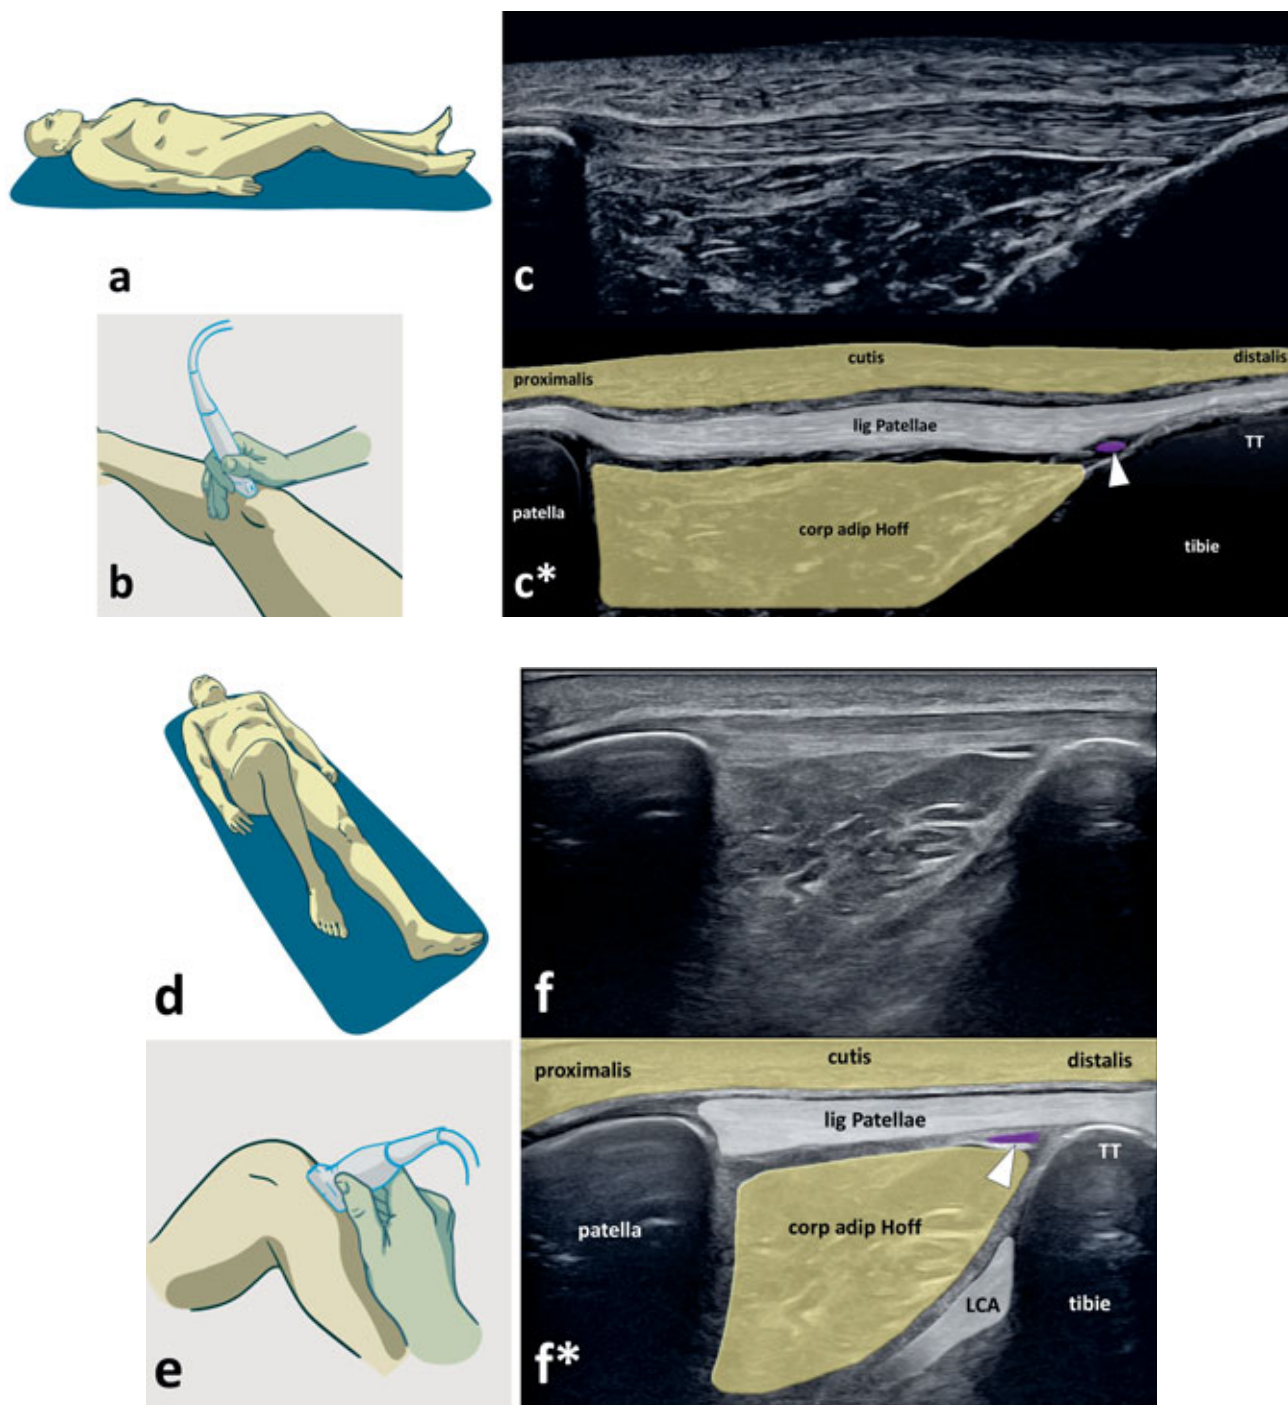 a
b
c
cutis
proximalis
distalis
lig Patellae
TT
patella
corp adip Hoff
tibie
c*
d
e
f
cutis
proximalis
distalis
lig Patellae
TT
patella
corp adip Hoff
LCA
tibie
f*